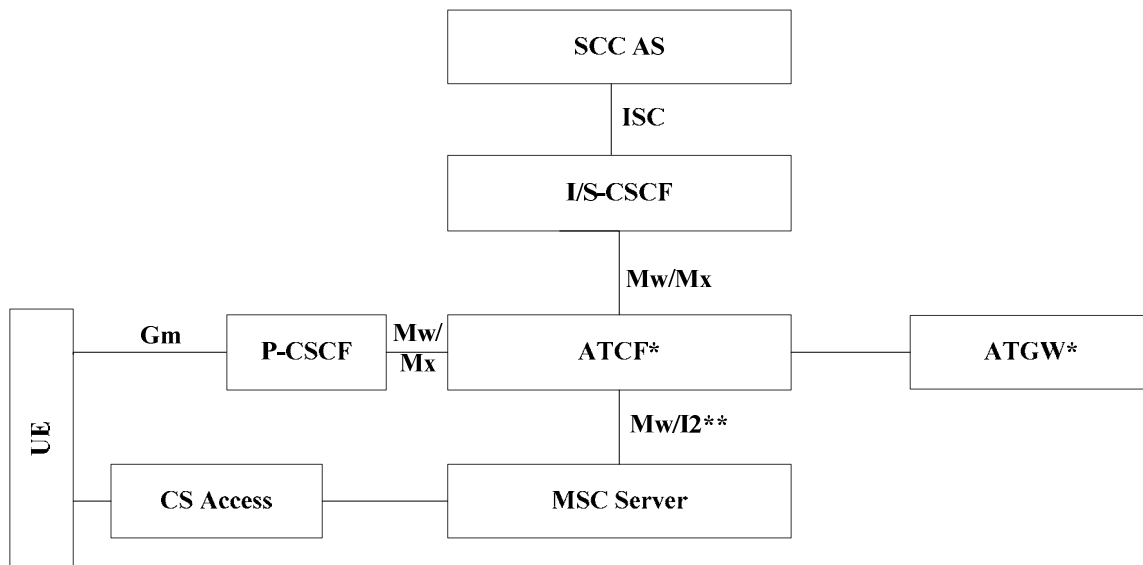 SCC AS
ISC
I/S-CSCF
Mw/Mx
Gm
P-CSCF
Mw/
Mx
ATCF*
ATGW*
Mw/I2**
UE
CS Access
MSC Server